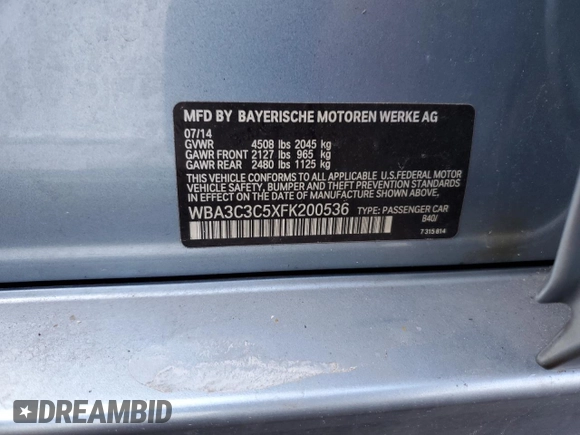 MFD BY BAYERISCHE MOTOREN WERKE AG
07/14
GVWR 4508 lbs 2045 kg
GAWR FRONT 2127 lbs 965 kg
GAWR REAR 2480 lbs 1125 kg
THIS VEHICLE CONFORMS TO ALL APPLICABLE U.S.FEDERAL MOTOR
VEHICLE SAFETY, BUMPER AND THEFT PREVENTION STANDARDS
IN EFFECT ON THE DATE OF MANUFACTURE SHOWN ABOVE.
WBA3C3C5XFK200536 TYPE: PASSENGER CAR
B40/
7 315 814
DREAMBID